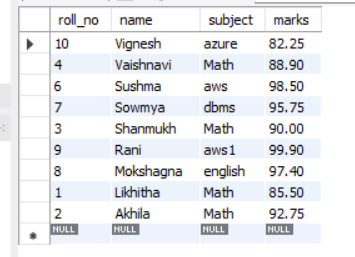 roll_no name subject marks
10 Vignesh azure 82.25
4 Vaishnavi Math 88.90
6 Sushma aws 98.50
7 Sowmya dbms 95.75
3 Shanmukh Math 90.00
9 Rani aws1 99.90
8 Mokshagna english 97.40
1 Likhitha Math 85.50
2 Akhila Math 92.75
NULL NULL NULL NULL